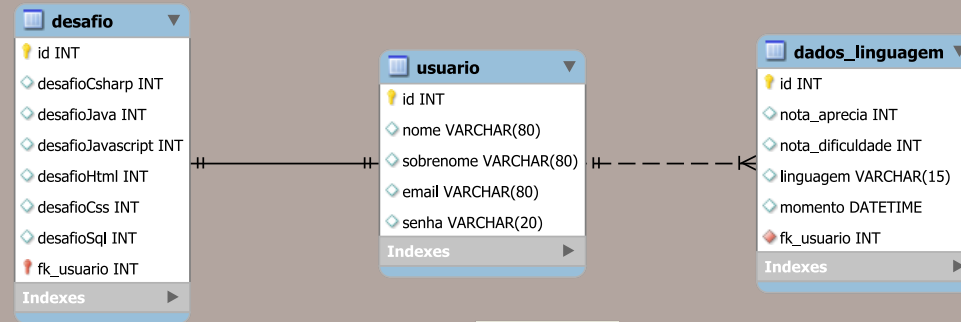 desafio
id INT
desafioCsharp INT
desafioJava INT
desafioJavascript INT
desafioHtml INT
desafioCss INT
desafioSql INT
fk_usuario INT
Indexes
usuario
id INT
nome VARCHAR(80)
sobrenome VARCHAR(80)
email VARCHAR(80)
senha VARCHAR(20)
Indexes
dados_linguagem
id INT
nota_aprecia INT
nota_dificuldade INT
linguagem VARCHAR(15)
momento DATETIME
fk_usuario INT
Indexes